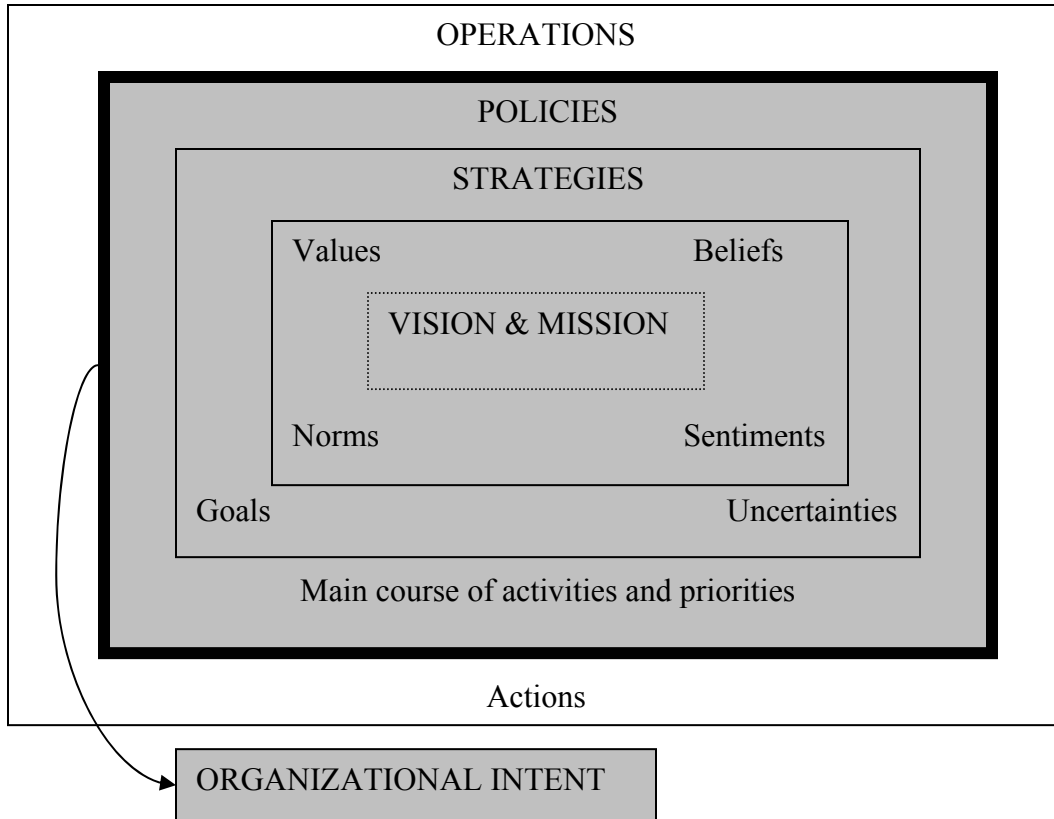 OPERATIONS
POLICIES
STRATEGIES
Values Beliefs
VISION & MISSION
Norms Sentiments
Goals Uncertainties
Main course of activities and priorities
Actions
ORGANIZATIONAL INTENT